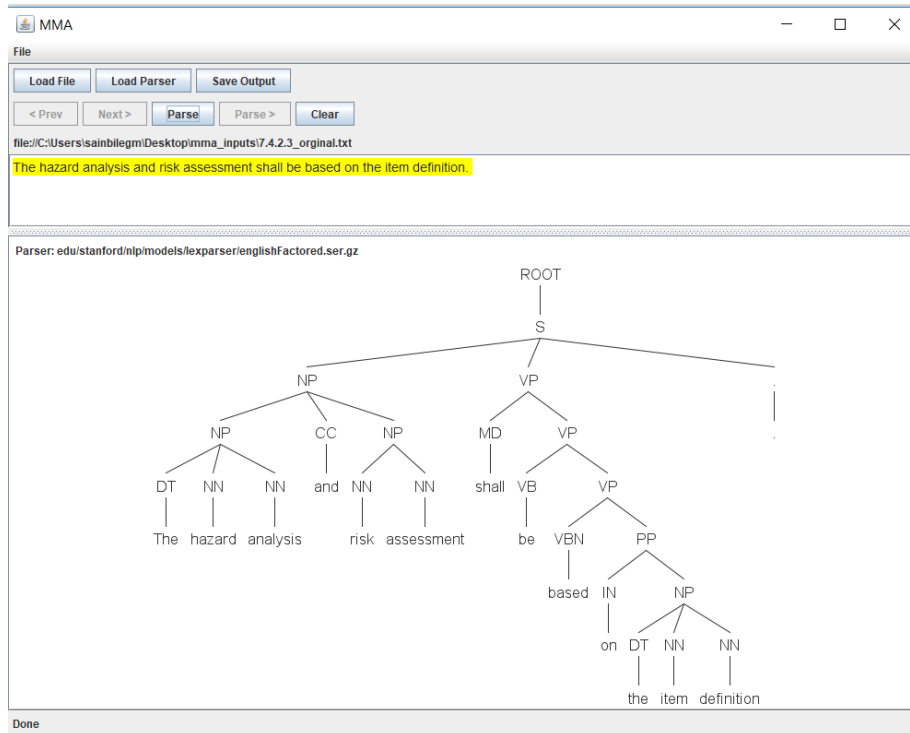 MMA
File
Load File Load Parser Save Output
< Prev Next > Parse Parse > Clear
file://C:\Users\sainbilegm\Desktop\mma_inputs\7.4.2.3_orginal.txt
The hazard analysis and risk assessment shall be based on the item definition.
Parser: edu/stanford/nlp/models/lexparser/englishFactored.ser.gz
ROOT
S
NP VP .
NP CC NP MD VP .
DT NN NN and NN NN shall VB VP
The hazard analysis risk assessment be VBN PP
based IN NP
on DT NN NN
the item definition
Done